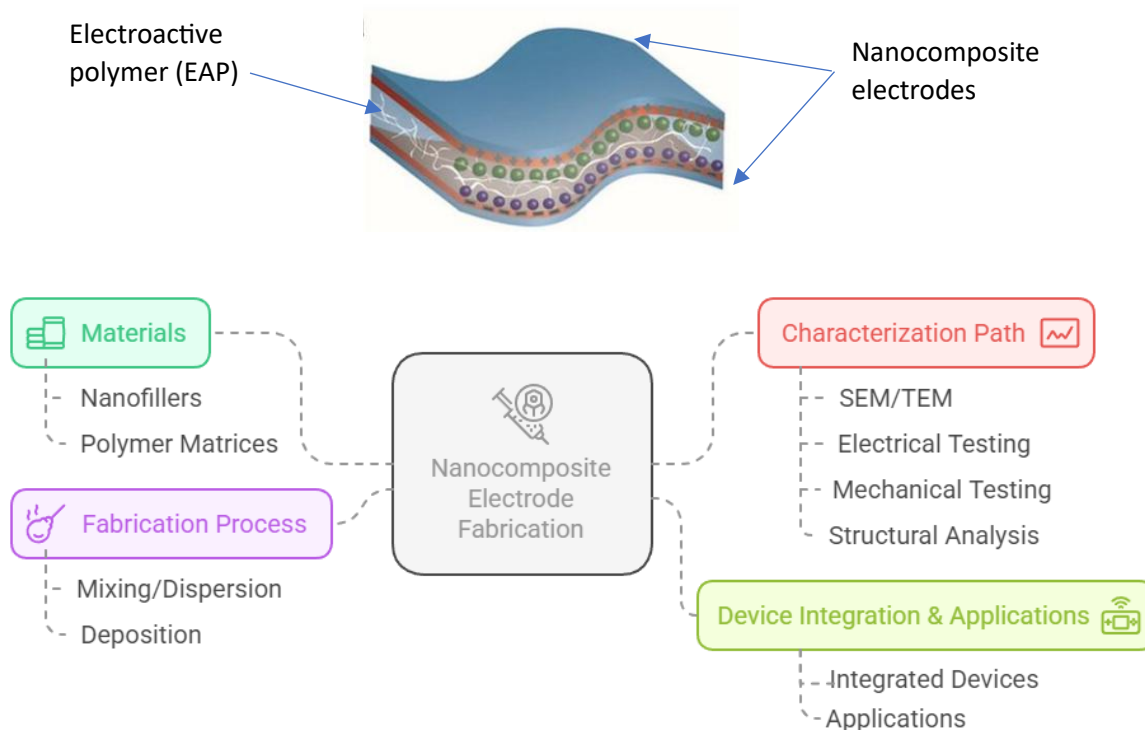 Electroactive
polymer (EAP)
Nanocomposite
electrodes
Materials
Nanofillers
Polymer Matrices
Fabrication Process
Mixing/Dispersion
Deposition
Nanocomposite
Electrode
Fabrication
Characterization Path
SEM/TEM
Electrical Testing
Mechanical Testing
Structural Analysis
Device Integration & Applications
Integrated Devices
Applications